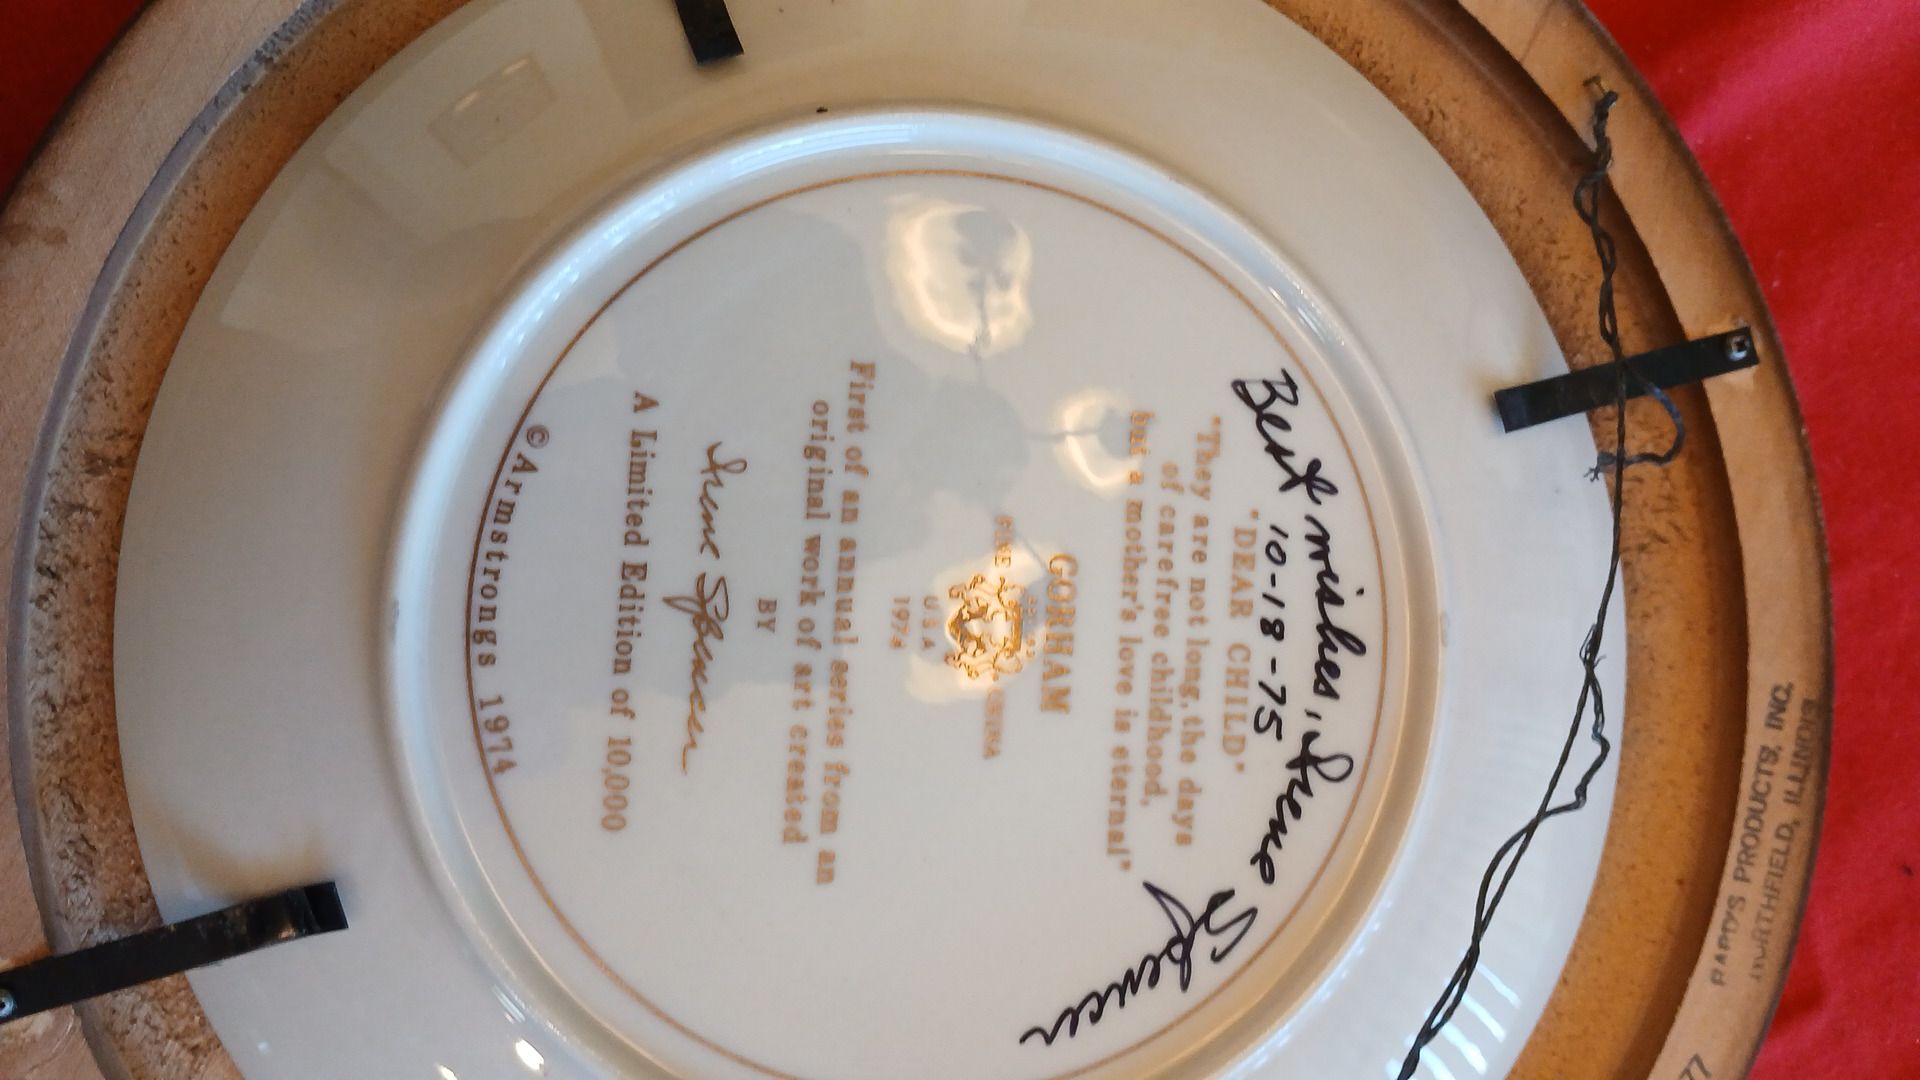 Best wishes, Irene Spencer
10-18-75
"DEAR CHILD"
"They are not long, the days
of carefree childhood,
but a mother's love is eternal"
GORHAM
FINE CHINA
USA
1974
First of an annual series from an
original work of art created
BY
Irene Spencer
A Limited Edition of 10,000
©Armstrongs 1974
PRODUCTS, INC.
NORTHFIELD, ILLINOIS
77